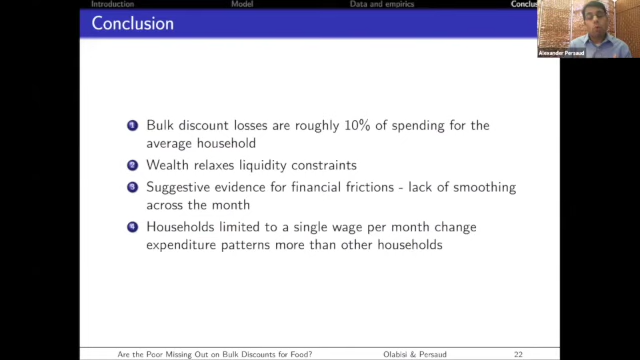 Introduction Model Data and empirics Conclus
Conclusion
Alexander Persaud
1 Bulk discount losses are roughly 10% of spending for the
average household
2 Wealth relaxes liquidity constraints
3 Suggestive evidence for financial frictions - lack of smoothing
across the month
4 Households limited to a single wage per month change
expenditure patterns more than other households
Are the Poor Missing Out on Bulk Discounts for Food? Olabisi & Persaud 22